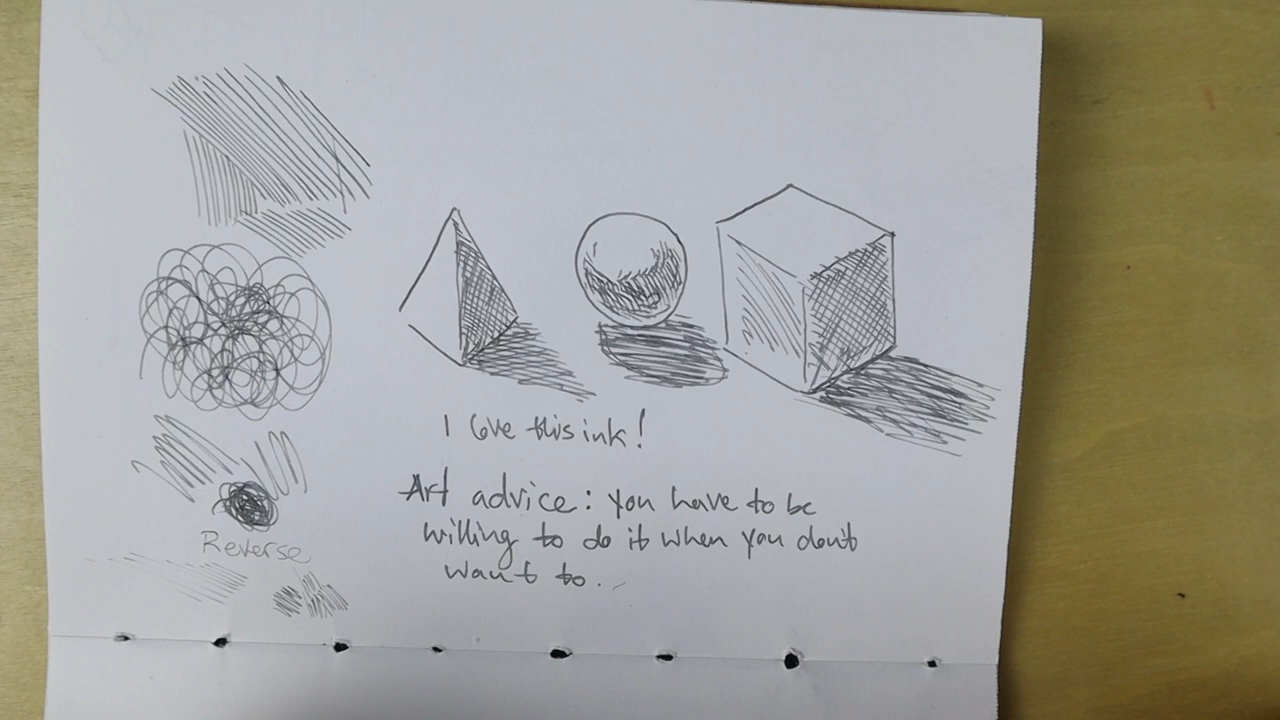 I love this ink!
Art advice: you have to be
willing to do it when you don't
want to.
Reverse